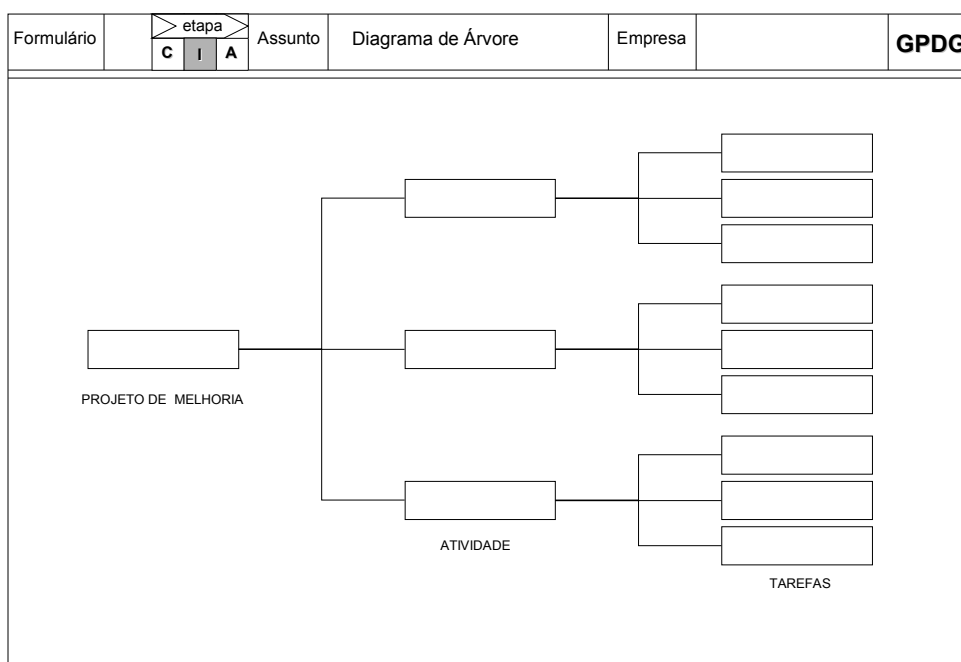 Formulário
etapa
C I A
Assunto
Diagrama de Árvore
Empresa
GPDG
PROJETO DE MELHORIA
ATIVIDADE
TAREFAS